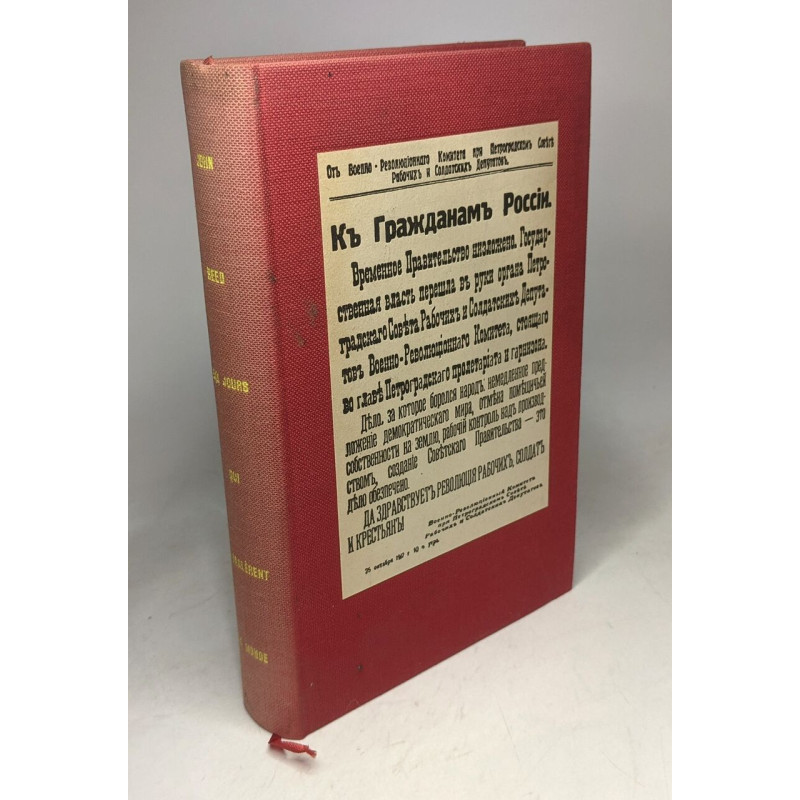 JOHN
REED
JOURS
QUI
MONDE
Отъ Военно-Революціоннаго Комитета при Петроградскомъ Совѣтѣ
Рабочихъ и Солдатскихъ Депутатовъ.
Къ Гражданамъ Россіи.
Временное Правительство низложено. Государ-
ственная власть перешла въ руки органа Петро-
градскаго Совѣта Рабочихъ и Солдатскихъ Депута-
товъ Военно-Революціоннаго Комитета, стоящаго
во главѣ Петроградскаго пролетаріата и гарнизона.
Дѣло, за которое боролся народъ: немедленное пред-
ложеніе демократическаго мира, отмѣна помѣщичьей
собственности на землю, рабочій контроль надъ производ-
ствомъ, созданіе Совѣтскаго Правительства — это
дѣло обезпечено.
ДА ЗДРАВСТВУЕТЪ РЕВОЛЮЦІЯ РАБОЧИХЪ, СОЛДАТЪ
И КРЕСТЬЯНЪ!
Военно-Революціонный Комитетъ
при Петроградскомъ Совѣтѣ
Рабочихъ и Солдатскихъ Депутатовъ.
25 октября 1917 г. 10 ч. утра.